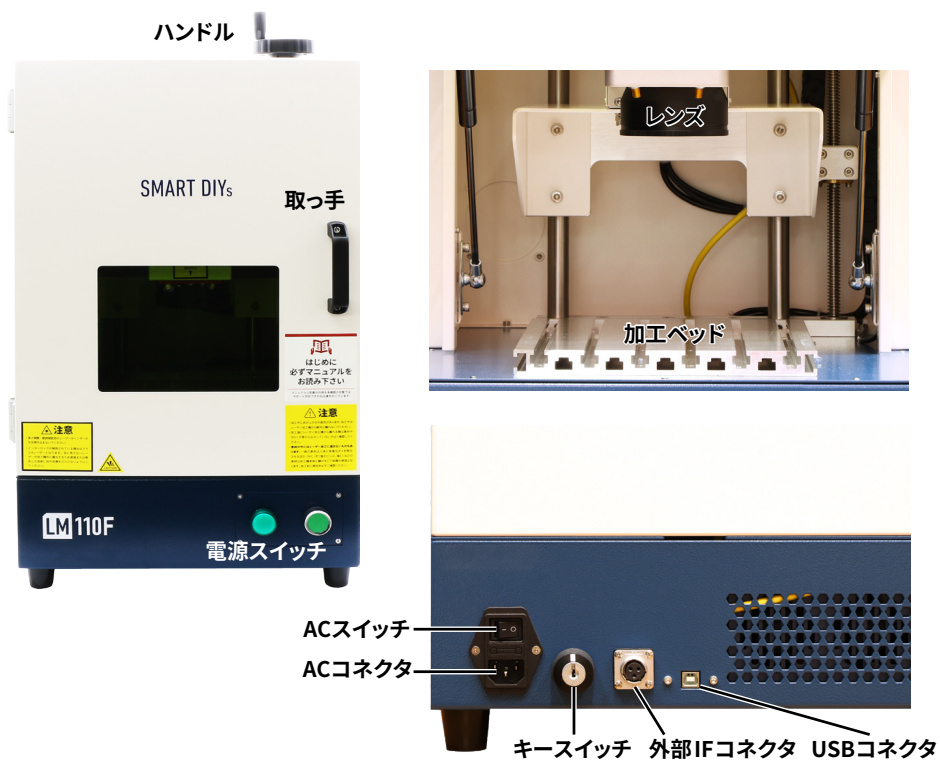 ハンドル
SMART DIYs
取っ手
はじめに
必ずマニュアルを
お読み下さい
注意
注意
LM 110F
電源スイッチ
レンズ
加工ベッド
ACスイッチ
ACコネクタ
キースイッチ 外部IFコネクタ USBコネクタ